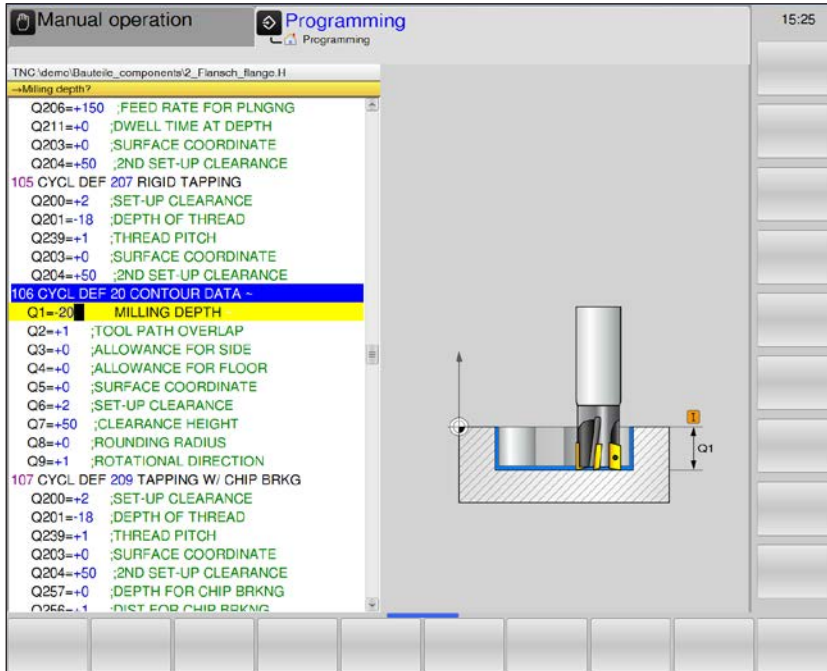 Manual operation
Programming
Programming
15:25
TNC:\demo\Bauteile_components\2_Flansch_flange.H
→Milling depth?
Q206=+150 ;FEED RATE FOR PLNGNG
Q211=+0 ;DWELL TIME AT DEPTH
Q203=+0 ;SURFACE COORDINATE
Q204=+50 ;2ND SET-UP CLEARANCE
105 CYCL DEF 207 RIGID TAPPING
Q200=+2 ;SET-UP CLEARANCE
Q201=-18 ;DEPTH OF THREAD
Q239=+1 ;THREAD PITCH
Q203=+0 ;SURFACE COORDINATE
Q204=+50 ;2ND SET-UP CLEARANCE
106 CYCL DEF 20 CONTOUR DATA ~
Q1=-20 MILLING DEPTH ~
Q2=+1 ;TOOL PATH OVERLAP
Q3=+0 ;ALLOWANCE FOR SIDE
Q4=+0 ;ALLOWANCE FOR FLOOR
Q5=+0 ;SURFACE COORDINATE
Q6=+2 ;SET-UP CLEARANCE
Q7=+50 ;CLEARANCE HEIGHT
Q8=+0 ;ROUNDING RADIUS
Q9=+1 ;ROTATIONAL DIRECTION
107 CYCL DEF 209 TAPPING W/ CHIP BRKG
Q200=+2 ;SET-UP CLEARANCE
Q201=-18 ;DEPTH OF THREAD
Q239=+1 ;THREAD PITCH
Q203=+0 ;SURFACE COORDINATE
Q204=+50 ;2ND SET-UP CLEARANCE
Q257=+0 ;DEPTH FOR CHIP BRKNG
Q256=+1 ;DIST FOR CHIP BRKNG
I
Q1